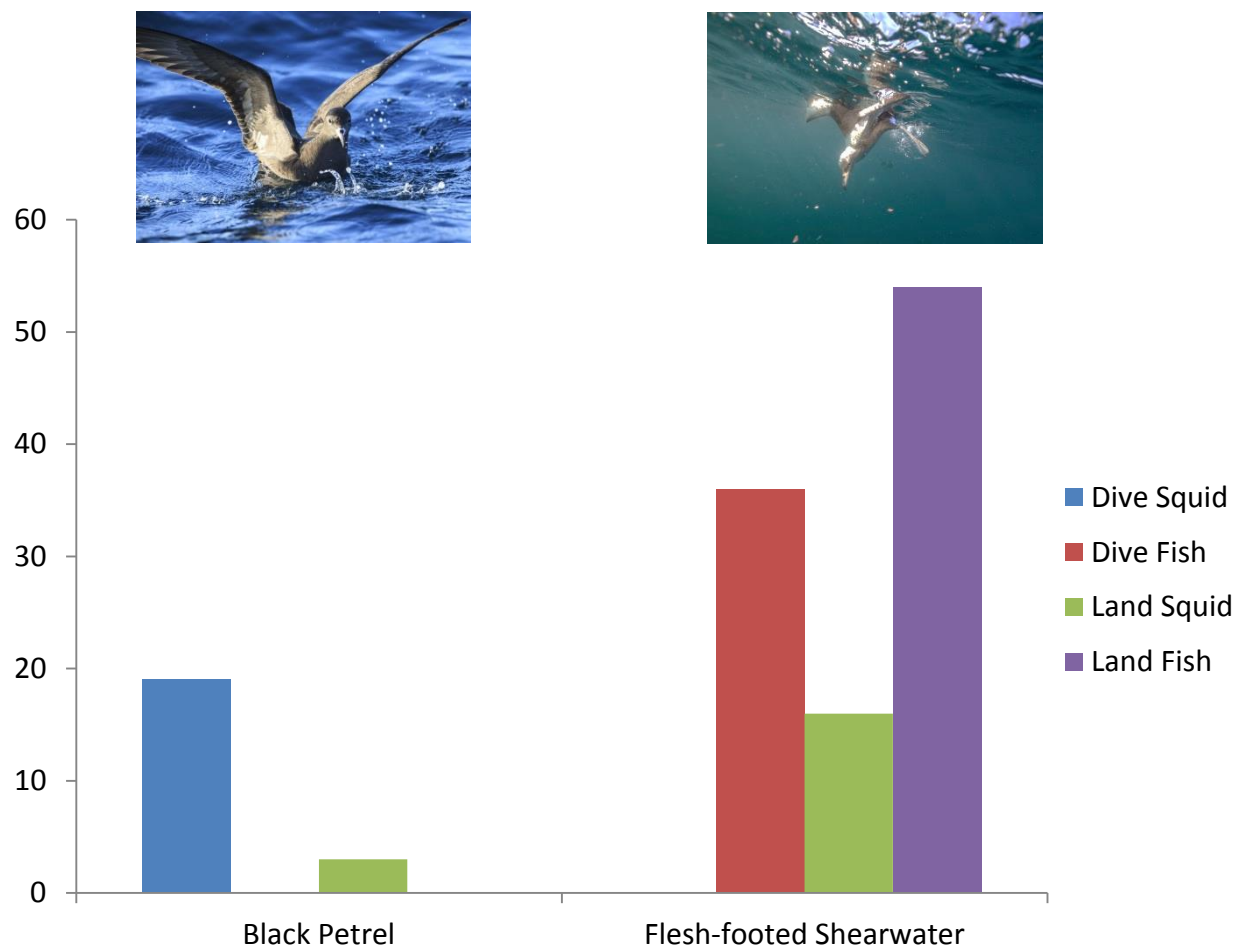 60
50
40
30
20
10
0
Black Petrel
Flesh-footed Shearwater
Dive Squid
Dive Fish
Land Squid
Land Fish